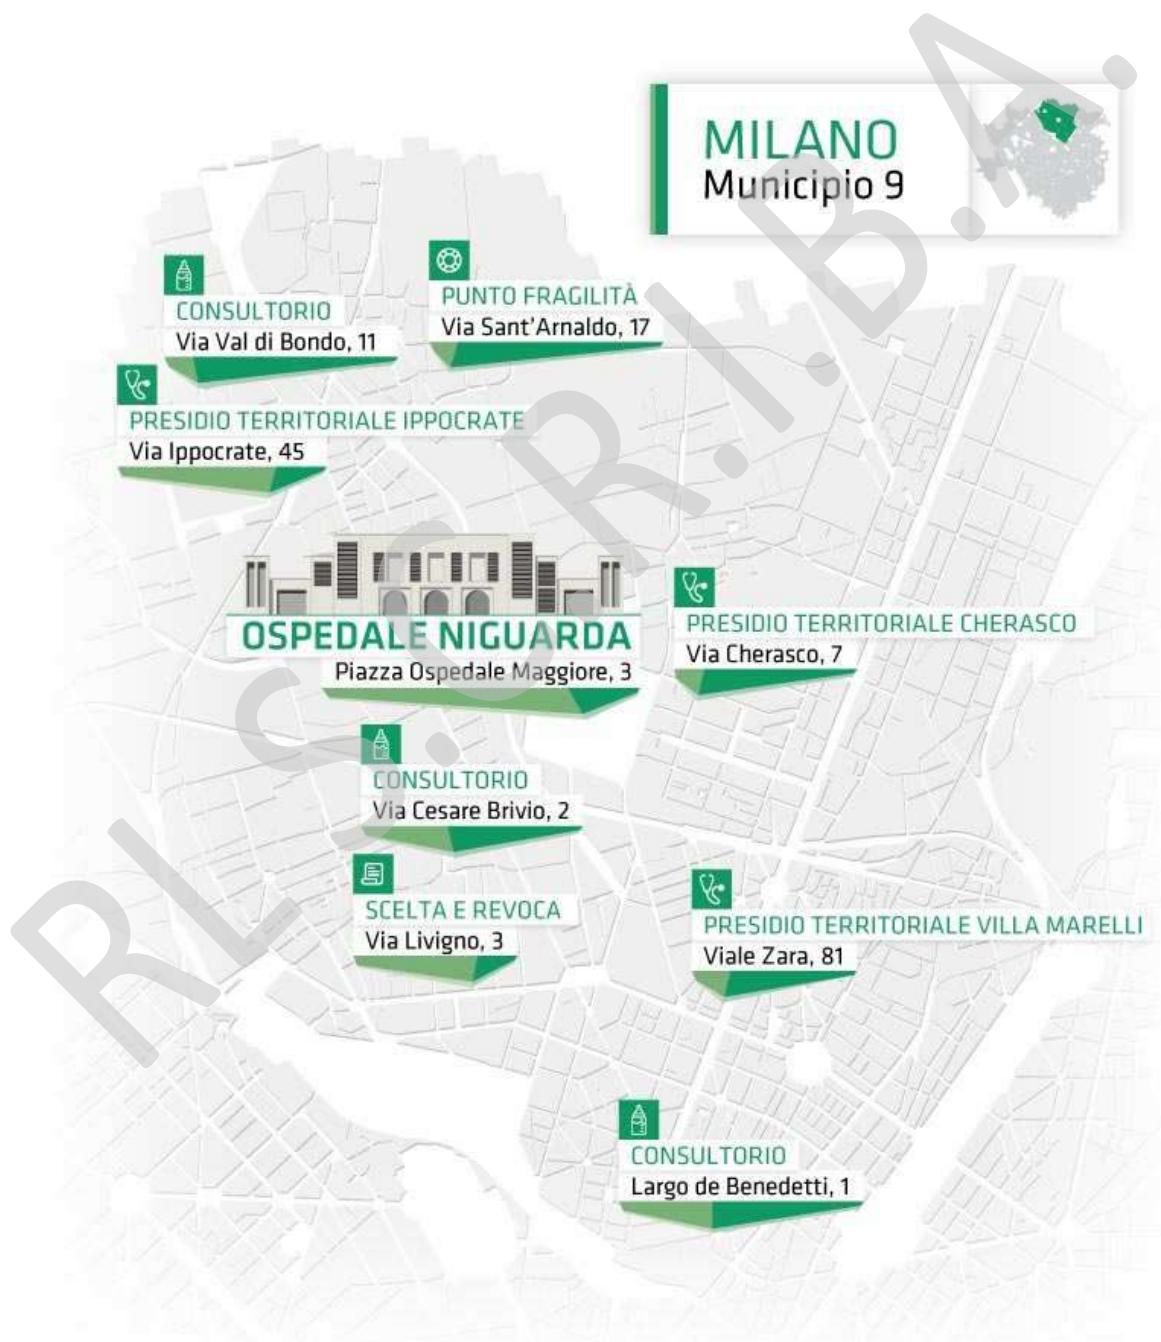 MILANO
Municipio 9
CONSULTORIO
Via Val di Bondo, 11
PUNTO FRAGILITÀ
Via Sant'Arnaldo, 17
PRESIDIO TERRITORIALE IPPOCRATE
Via Ippocrate, 45
OSPEDALE NIGUARDA
Piazza Ospedale Maggiore, 3
PRESIDIO TERRITORIALE CHERASCO
Via Cherasco, 7
CONSULTORIO
Via Cesare Brivio, 2
SCELTA E REVOCA
Via Livigno, 3
PRESIDIO TERRITORIALE VILLA MARELLI
Viale Zara, 81
CONSULTORIO
Largo de Benedetti, 1
RLS.S.R.I.B.A.